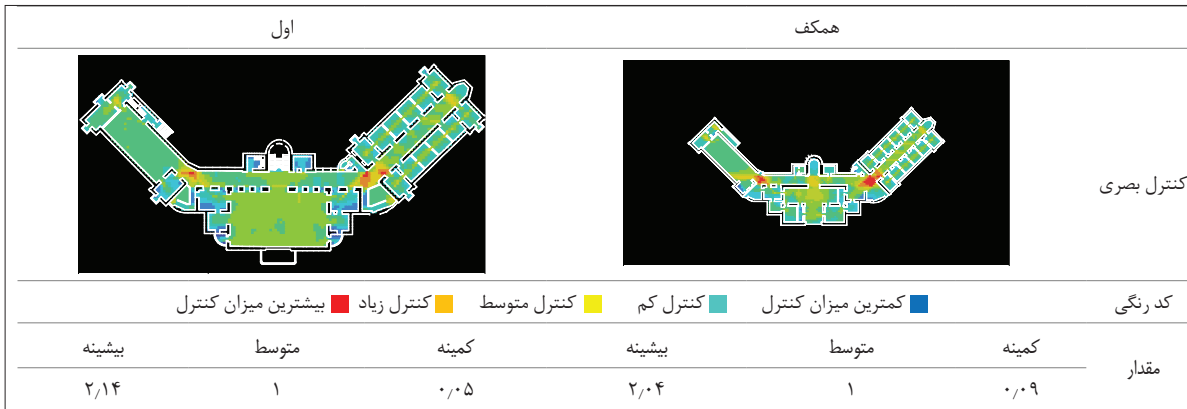 همکف اول
کنترل بصری
کد رنگی کمترین میزان کنترل کنترل کم کنترل متوسط کنترل زیاد بیشترین میزان کنترل
مقدار کمینه متوسط بیشینه کمینه متوسط بیشینه
۰٫۰۹ ۱ ۲٫۰۴ ۰٫۰۵ ۱ ۲٫۱۴